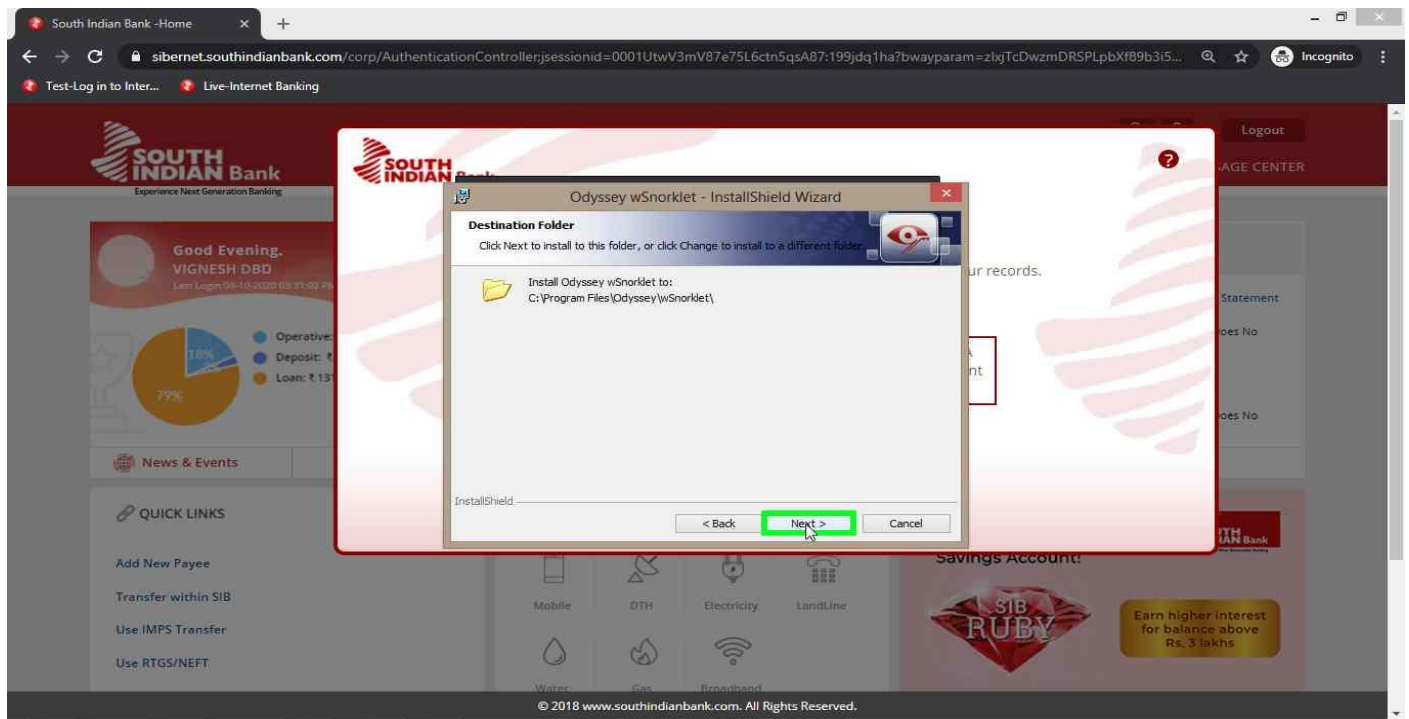 South Indian Bank -Home
sibernet.southindianbank.com/corp/AuthenticationController;jsessionid=0001UtwV3mV87e75L6ctn5qsA87:199jdq1ha?bwayparam=zlxjTcDwzmDRSPLpbXf89b3i5...
Incognito
Test-Log in to Inter...
Live-Internet Banking
SOUTH
INDIAN Bank
Experience Next Generation Banking
Logout
SAGE CENTER
SOUTH
INDIAN
Odyssey wSnorklet - InstallShield Wizard
Destination Folder
Click Next to install to this folder, or click Change to install to a different folder.
Install Odyssey wSnorklet to:
C:\Program Files\Odyssey\wSnorklet\
InstallShield
< Back
Next >
Cancel
ur records.
nt
Good Evening,
VIGNESH DBD
Operative:
Deposit: ₹
Loan: ₹ 131
18%
79%
Statement
oes No
oes No
News & Events
QUICK LINKS
Add New Payee
Transfer within SIB
Use IMPS Transfer
Use RTGS/NEFT
Mobile
DTH
Electricity
LandLine
Water
Gas
Broadband
Savings Account!
SIB
RUBY
Earn higher interest
for balance above
Rs. 3 lakhs
© 2018 www.southindianbank.com. All Rights Reserved.